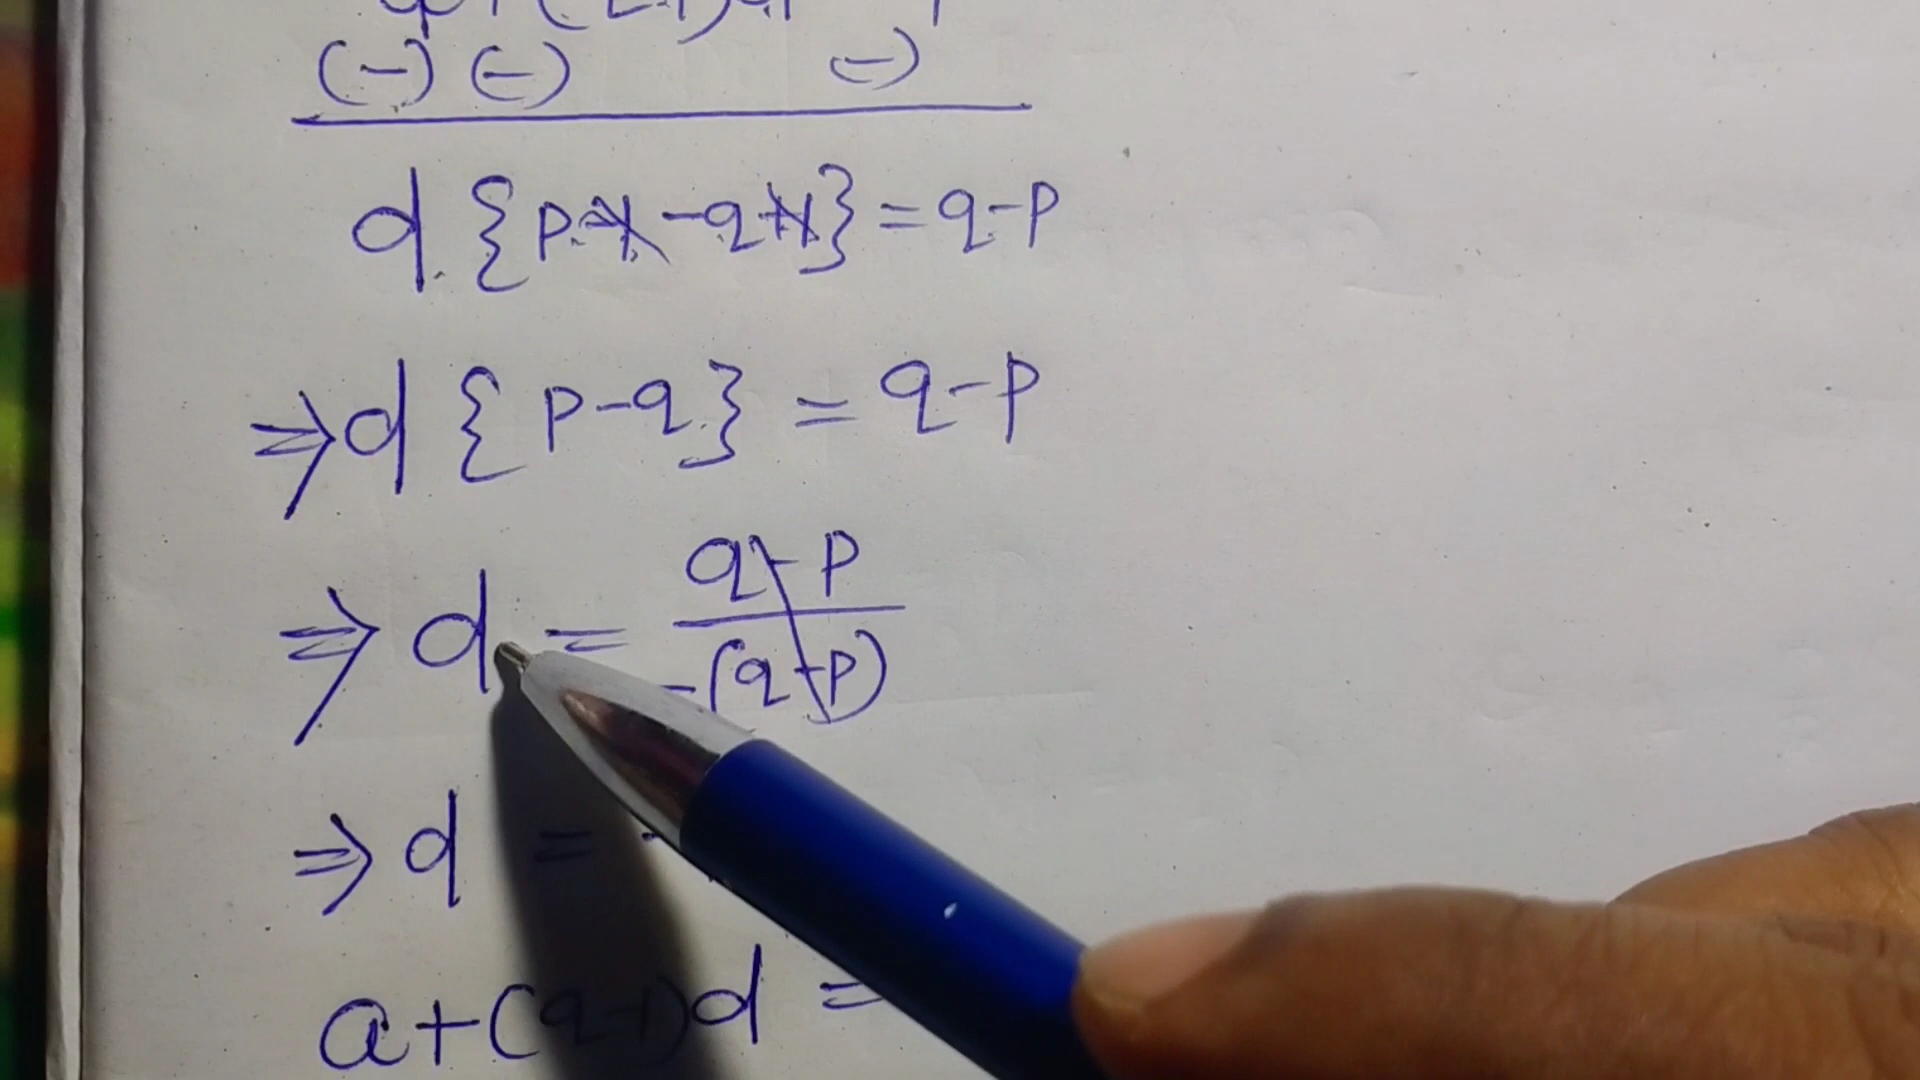 (-) (-) (-)
d {p-1-q+1} = q-p
⇒ d {p-q} = q-p
⇒ d = q-p / -(q-p)
⇒ d =
a+(q-1)d =